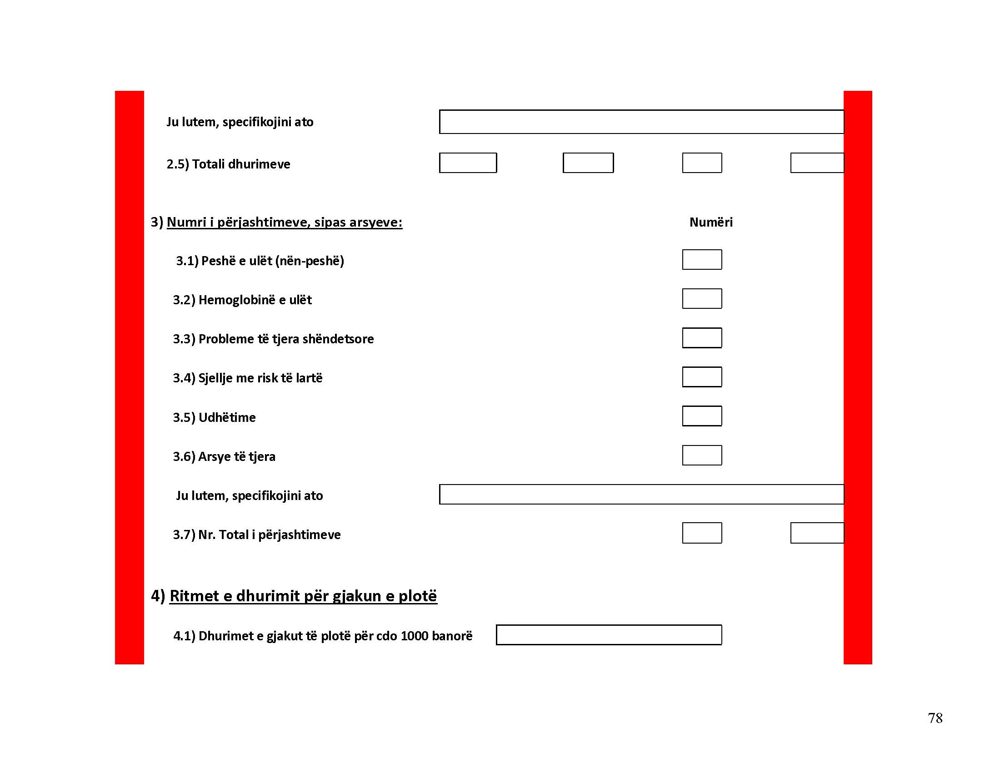 Ju lutem, specifikojini ato
2.5) Totali dhurimeve
3) Numri i përjashtimeve, sipas arsyeve: Numëri
3.1) Peshë e ulët (nën-peshë)
3.2) Hemoglobinë e ulët
3.3) Probleme të tjera shëndetsore
3.4) Sjellje me risk të lartë
3.5) Udhëtime
3.6) Arsye të tjera
Ju lutem, specifikojini ato
3.7) Nr. Total i përjashtimeve
4) Ritmet e dhurimit për gjakun e plotë
4.1) Dhurimet e gjakut të plotë për cdo 1000 banorë
78